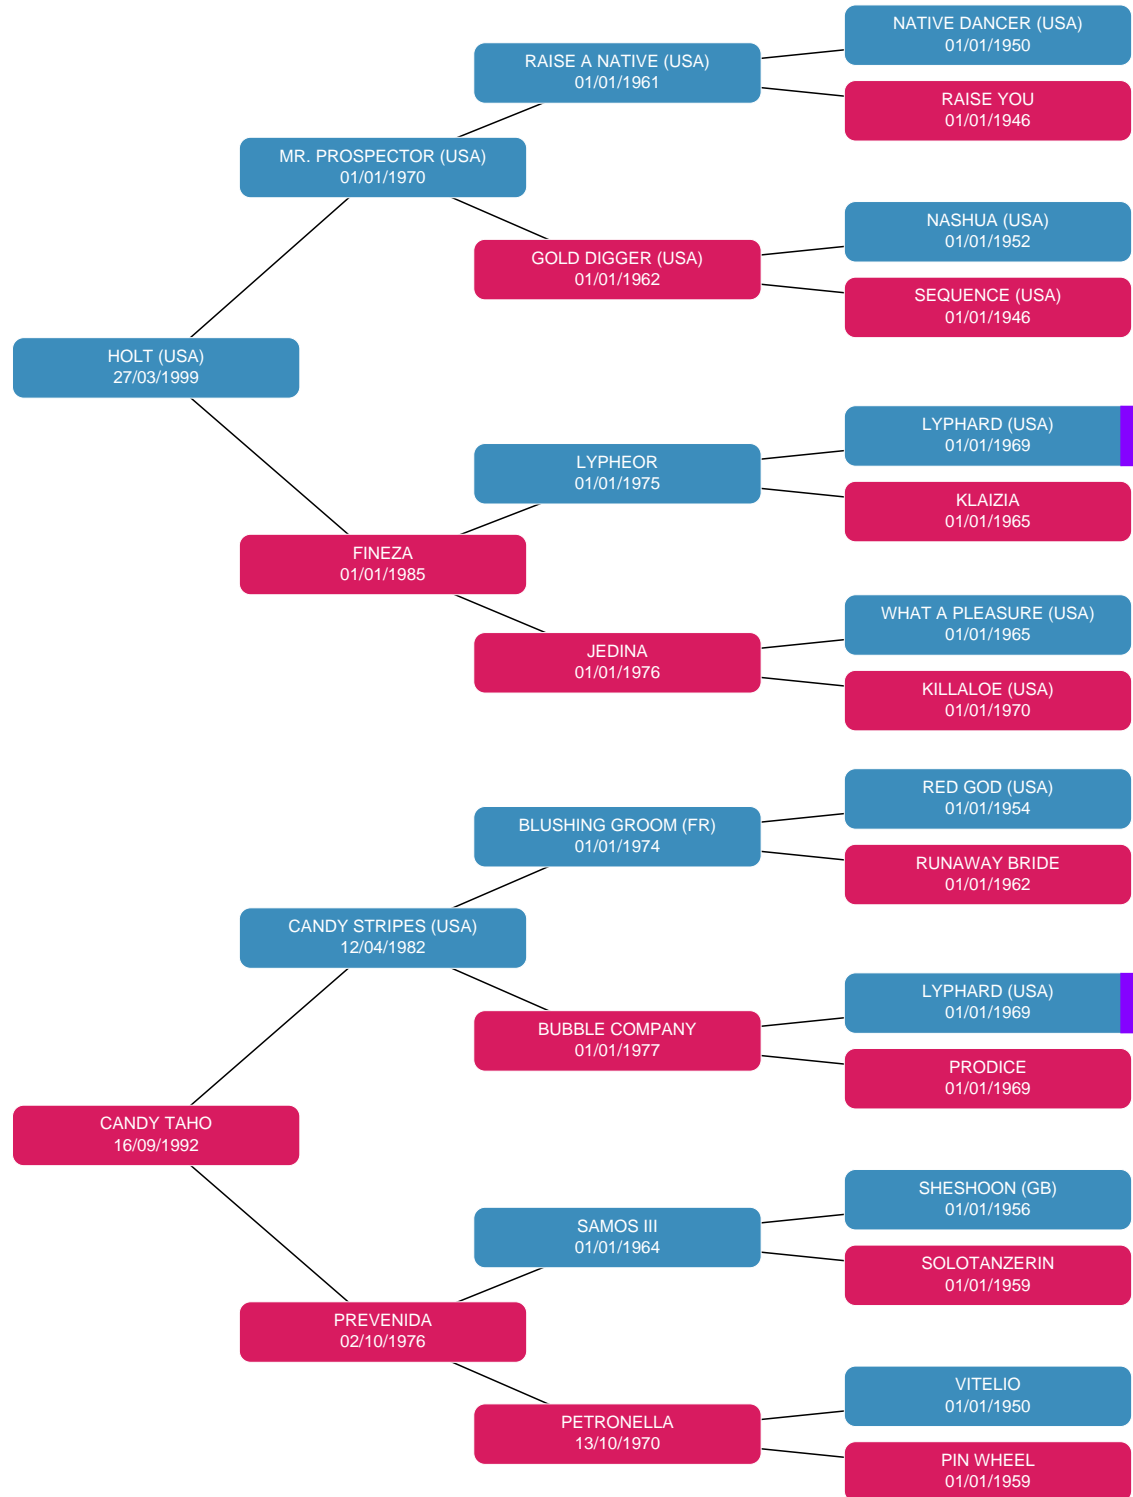 NATIVE DANCER (USA)
01/01/1950
RAISE A NATIVE (USA)
01/01/1961
RAISE YOU
01/01/1946
MR. PROSPECTOR (USA)
01/01/1970
NASHUA (USA)
01/01/1952
GOLD DIGGER (USA)
01/01/1962
SEQUENCE (USA)
01/01/1946
HOLT (USA)
27/03/1999
LYPHARD (USA)
01/01/1969
LYPHEOR
01/01/1975
KLAIZIA
01/01/1965
FINEZA
01/01/1985
WHAT A PLEASURE (USA)
01/01/1965
JEDINA
01/01/1976
KILLALOE (USA)
01/01/1970
RED GOD (USA)
01/01/1954
BLUSHING GROOM (FR)
01/01/1974
RUNAWAY BRIDE
01/01/1962
CANDY STRIPES (USA)
12/04/1982
LYPHARD (USA)
01/01/1969
BUBBLE COMPANY
01/01/1977
PRODICE
01/01/1969
CANDY TAHO
16/09/1992
SHESHOON (GB)
01/01/1956
SAMOS III
01/01/1964
SOLOTANZERIN
01/01/1959
PREVENIDA
02/10/1976
VITELIO
01/01/1950
PETRONELLA
13/10/1970
PIN WHEEL
01/01/1959